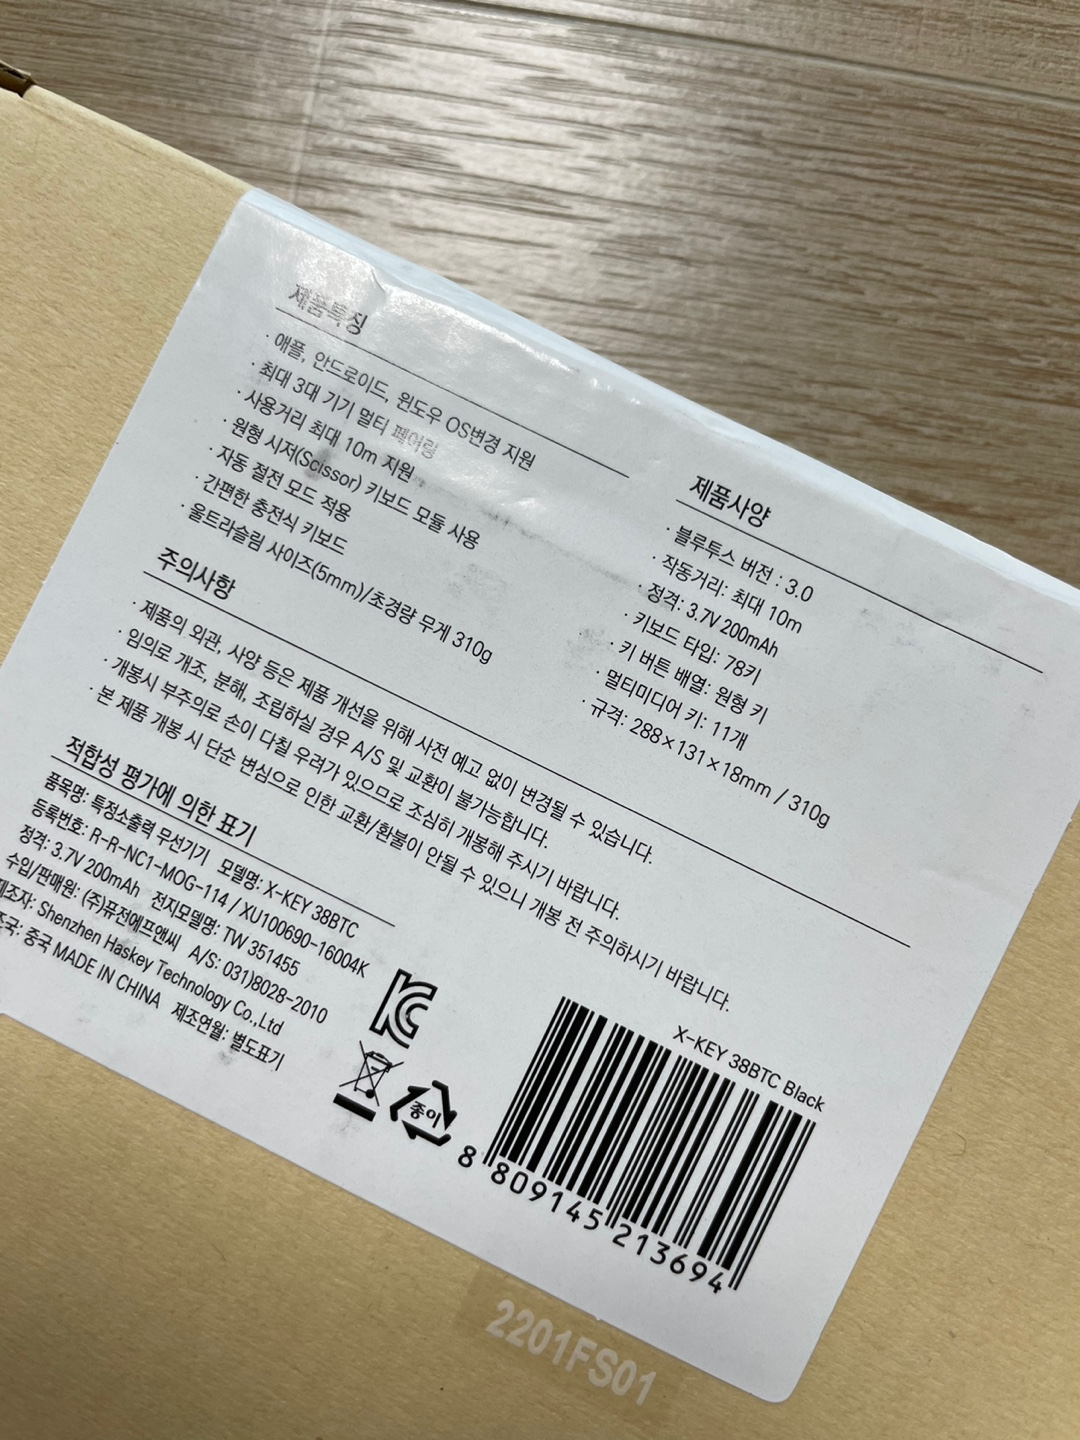 제품특징
· 애플, 안드로이드, 윈도우 OS변경 지원
· 최대 3대 기기 멀티 페어링
· 사용거리 최대 10m 지원
· 원형 시저(Scissor) 키보드 모듈 사용
· 자동 절전 모드 적용
· 간편한 충전식 키보드
· 울트라슬림 사이즈(5mm)/초경량 무게 310g
제품사양
· 블루투스 버전 : 3.0
· 작동거리: 최대 10m
· 정격: 3.7V 200mAh
· 키보드 타입: 78키
· 키 버튼 배열: 원형 키
· 멀티미디어 키: 11개
· 규격: 288×131×18mm / 310g
주의사항
· 제품의 외관, 사양 등은 제품 개선을 위해 사전 예고 없이 변경될 수 있습니다.
· 임의로 개조, 분해, 조립하실 경우 A/S 및 교환이 불가능합니다.
· 개봉시 부주의로 손이 다칠 우려가 있으므로 조심히 개봉해 주시기 바랍니다.
· 본 제품 개봉 시 단순 변심으로 인한 교환/환불이 안될 수 있으니 개봉 전 주의하시기 바랍니다.
적합성 평가에 의한 표기
품목명: 특정소출력 무선기기 모델명: X-KEY 38BTC
등록번호: R-R-NC1-MOG-114 / XU100690-16004K
정격: 3.7V 200mAh 전지모델명: TW 351455
수입/판매원: (주)퓨전에프앤씨 A/S: 031)8028-2010
제조자: Shenzhen Haskey Technology Co.,Ltd
조국: 중국 MADE IN CHINA 제조연월: 별도표기
종이
X-KEY 38BTC Black
8 809145 213694
2201FS01